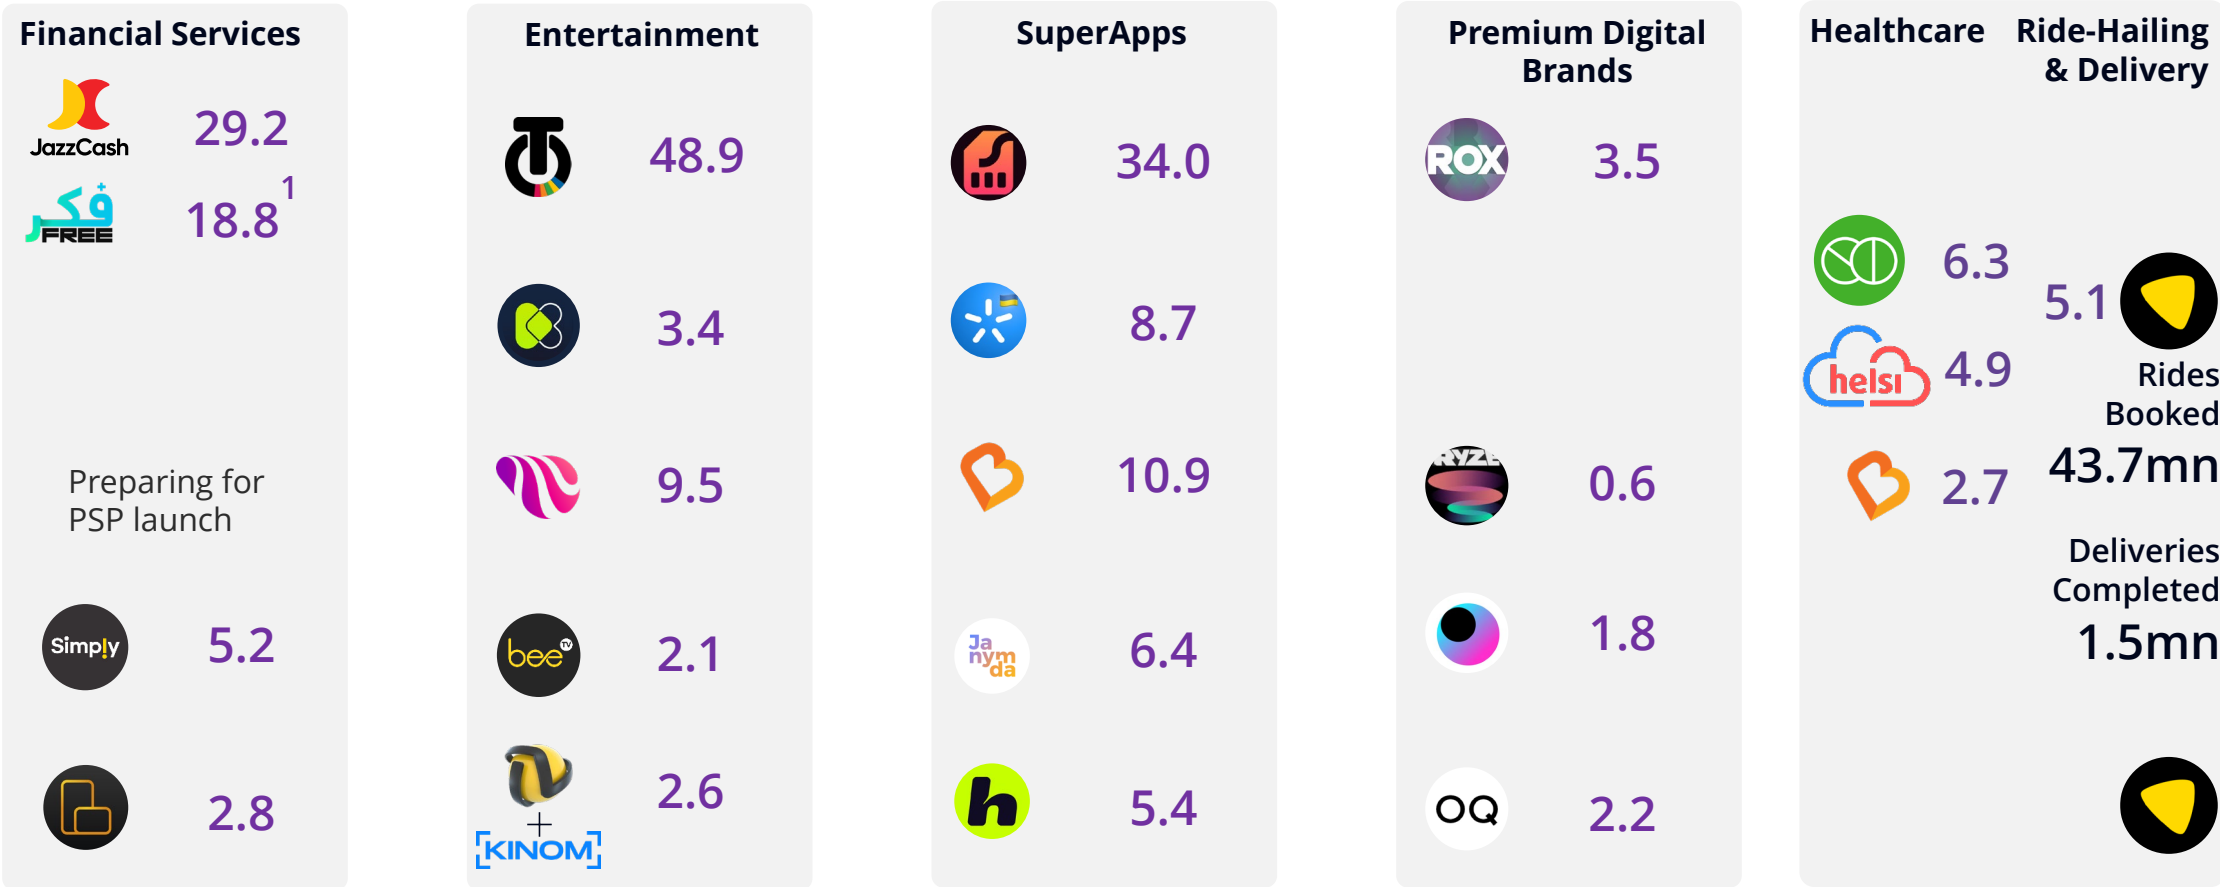 Financial Services
JazzCash
29.2
فکر
FREE
18.8 1
Preparing for
PSP launch
Simply
5.2
2.8
Entertainment
48.9
3.4
9.5
bee TV
2.1
+
KINOM
2.6
SuperApps
34.0
8.7
10.9
Ja
nym
da
6.4
h
5.4
Premium Digital
Brands
ROX
3.5
RYZE
0.6
1.8
OQ
2.2
Healthcare
6.3
helsi
4.9
2.7
Ride-Hailing
& Delivery
5.1
Rides
Booked
43.7mn
Deliveries
Completed
1.5mn